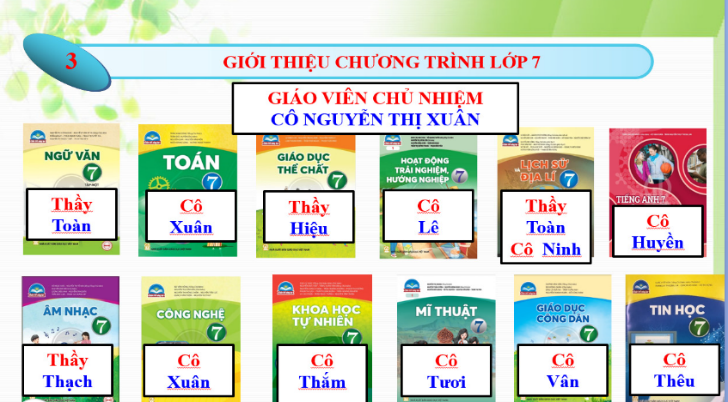 3
GIỚI THIỆU CHƯƠNG TRÌNH LỚP 7
GIÁO VIÊN CHỦ NHIỆM
CÔ NGUYỄN THỊ XUÂN
NGỮ VĂN
7
Thầy
Toàn
TOÁN
7
Cô
Xuân
GIÁO DỤC
THỂ CHẤT
7
Thầy
Hiệu
HOẠT ĐỘNG
TRẢI NGHIỆM,
HƯỚNG NGHIỆP 7
Cô
Lê
LỊCH SỬ
VÀ ĐỊA LÍ 7
Thầy
Toàn
Cô Ninh
TIẾNG ANH 7
Cô
Huyền
ÂM NHẠC
7
Thầy
Thạch
CÔNG NGHỆ
7
Cô
Xuân
KHOA HỌC
TỰ NHIÊN
7
Cô
Thắm
MĨ THUẬT
7
Cô
Tươi
GIÁO DỤC
CÔNG DÂN
7
Cô
Vân
TIN HỌC
7
Cô
Thêu